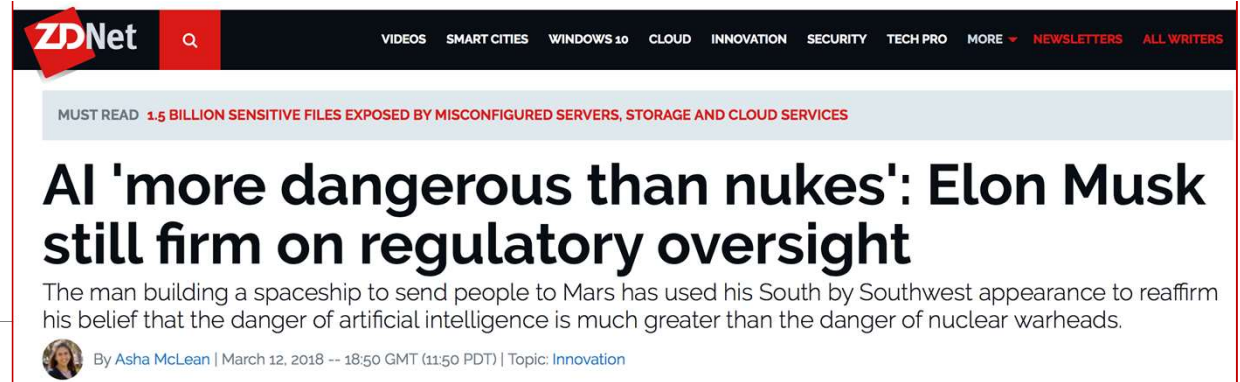 ZDNet VIDEOS SMART CITIES WINDOWS 10 CLOUD INNOVATION SECURITY TECH PRO MORE NEWSLETTERS ALL WRITERS
MUST READ 1.5 BILLION SENSITIVE FILES EXPOSED BY MISCONFIGURED SERVERS, STORAGE AND CLOUD SERVICES
AI 'more dangerous than nukes': Elon Musk
still firm on regulatory oversight
The man building a spaceship to send people to Mars has used his South by Southwest appearance to reaffirm
his belief that the danger of artificial intelligence is much greater than the danger of nuclear warheads.
By Asha McLean | March 12, 2018 -- 18:50 GMT (11:50 PDT) | Topic: Innovation